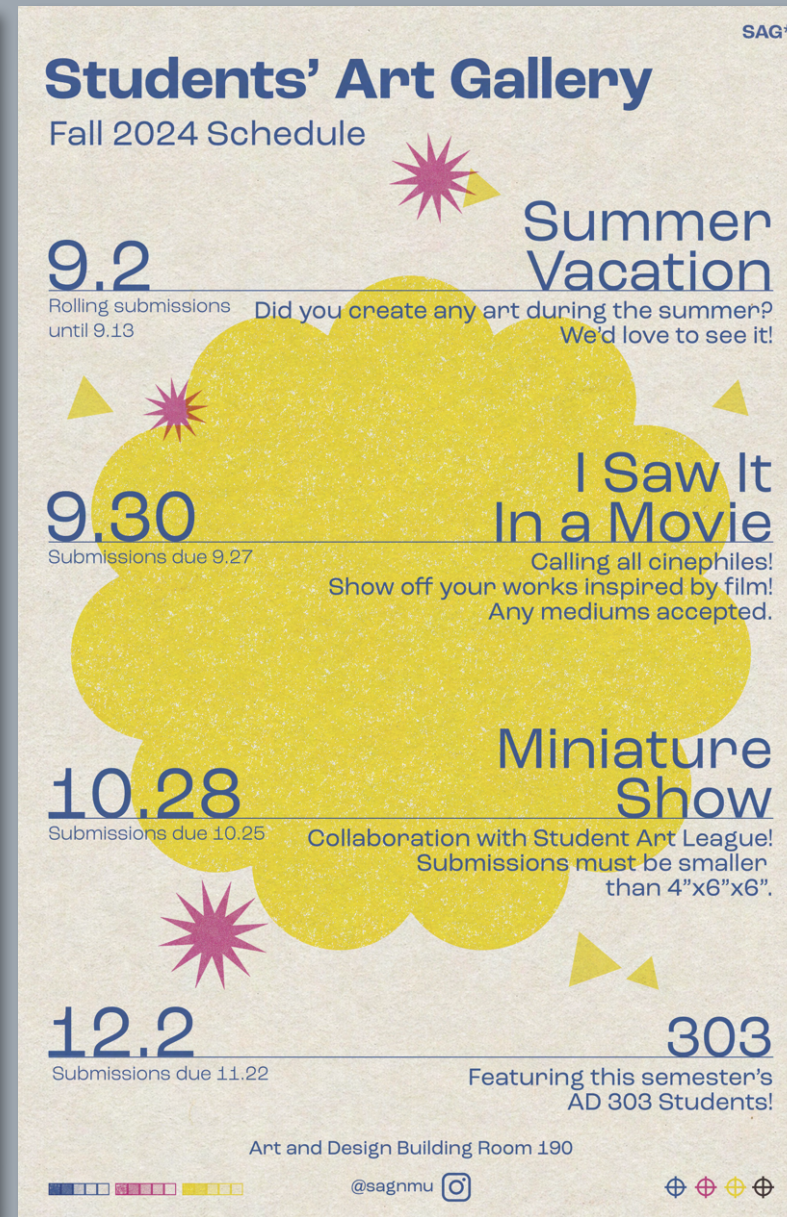 SAG*
Students’ Art Gallery
Fall 2024 Schedule
9.2
Rolling submissions
until 9.13
Summer
Vacation
Did you create any art during the summer?
We’d love to see it!
9.30
Submissions due 9.27
I Saw It
In a Movie
Calling all cinephiles!
Show off your works inspired by film!
Any mediums accepted.
10.28
Submissions due 10.25
Miniature
Show
Collaboration with Student Art League!
Submissions must be smaller
than 4”x6”x6”.
12.2
Submissions due 11.22
303
Featuring this semester’s
AD 303 Students!
Art and Design Building Room 190
@sagnmu